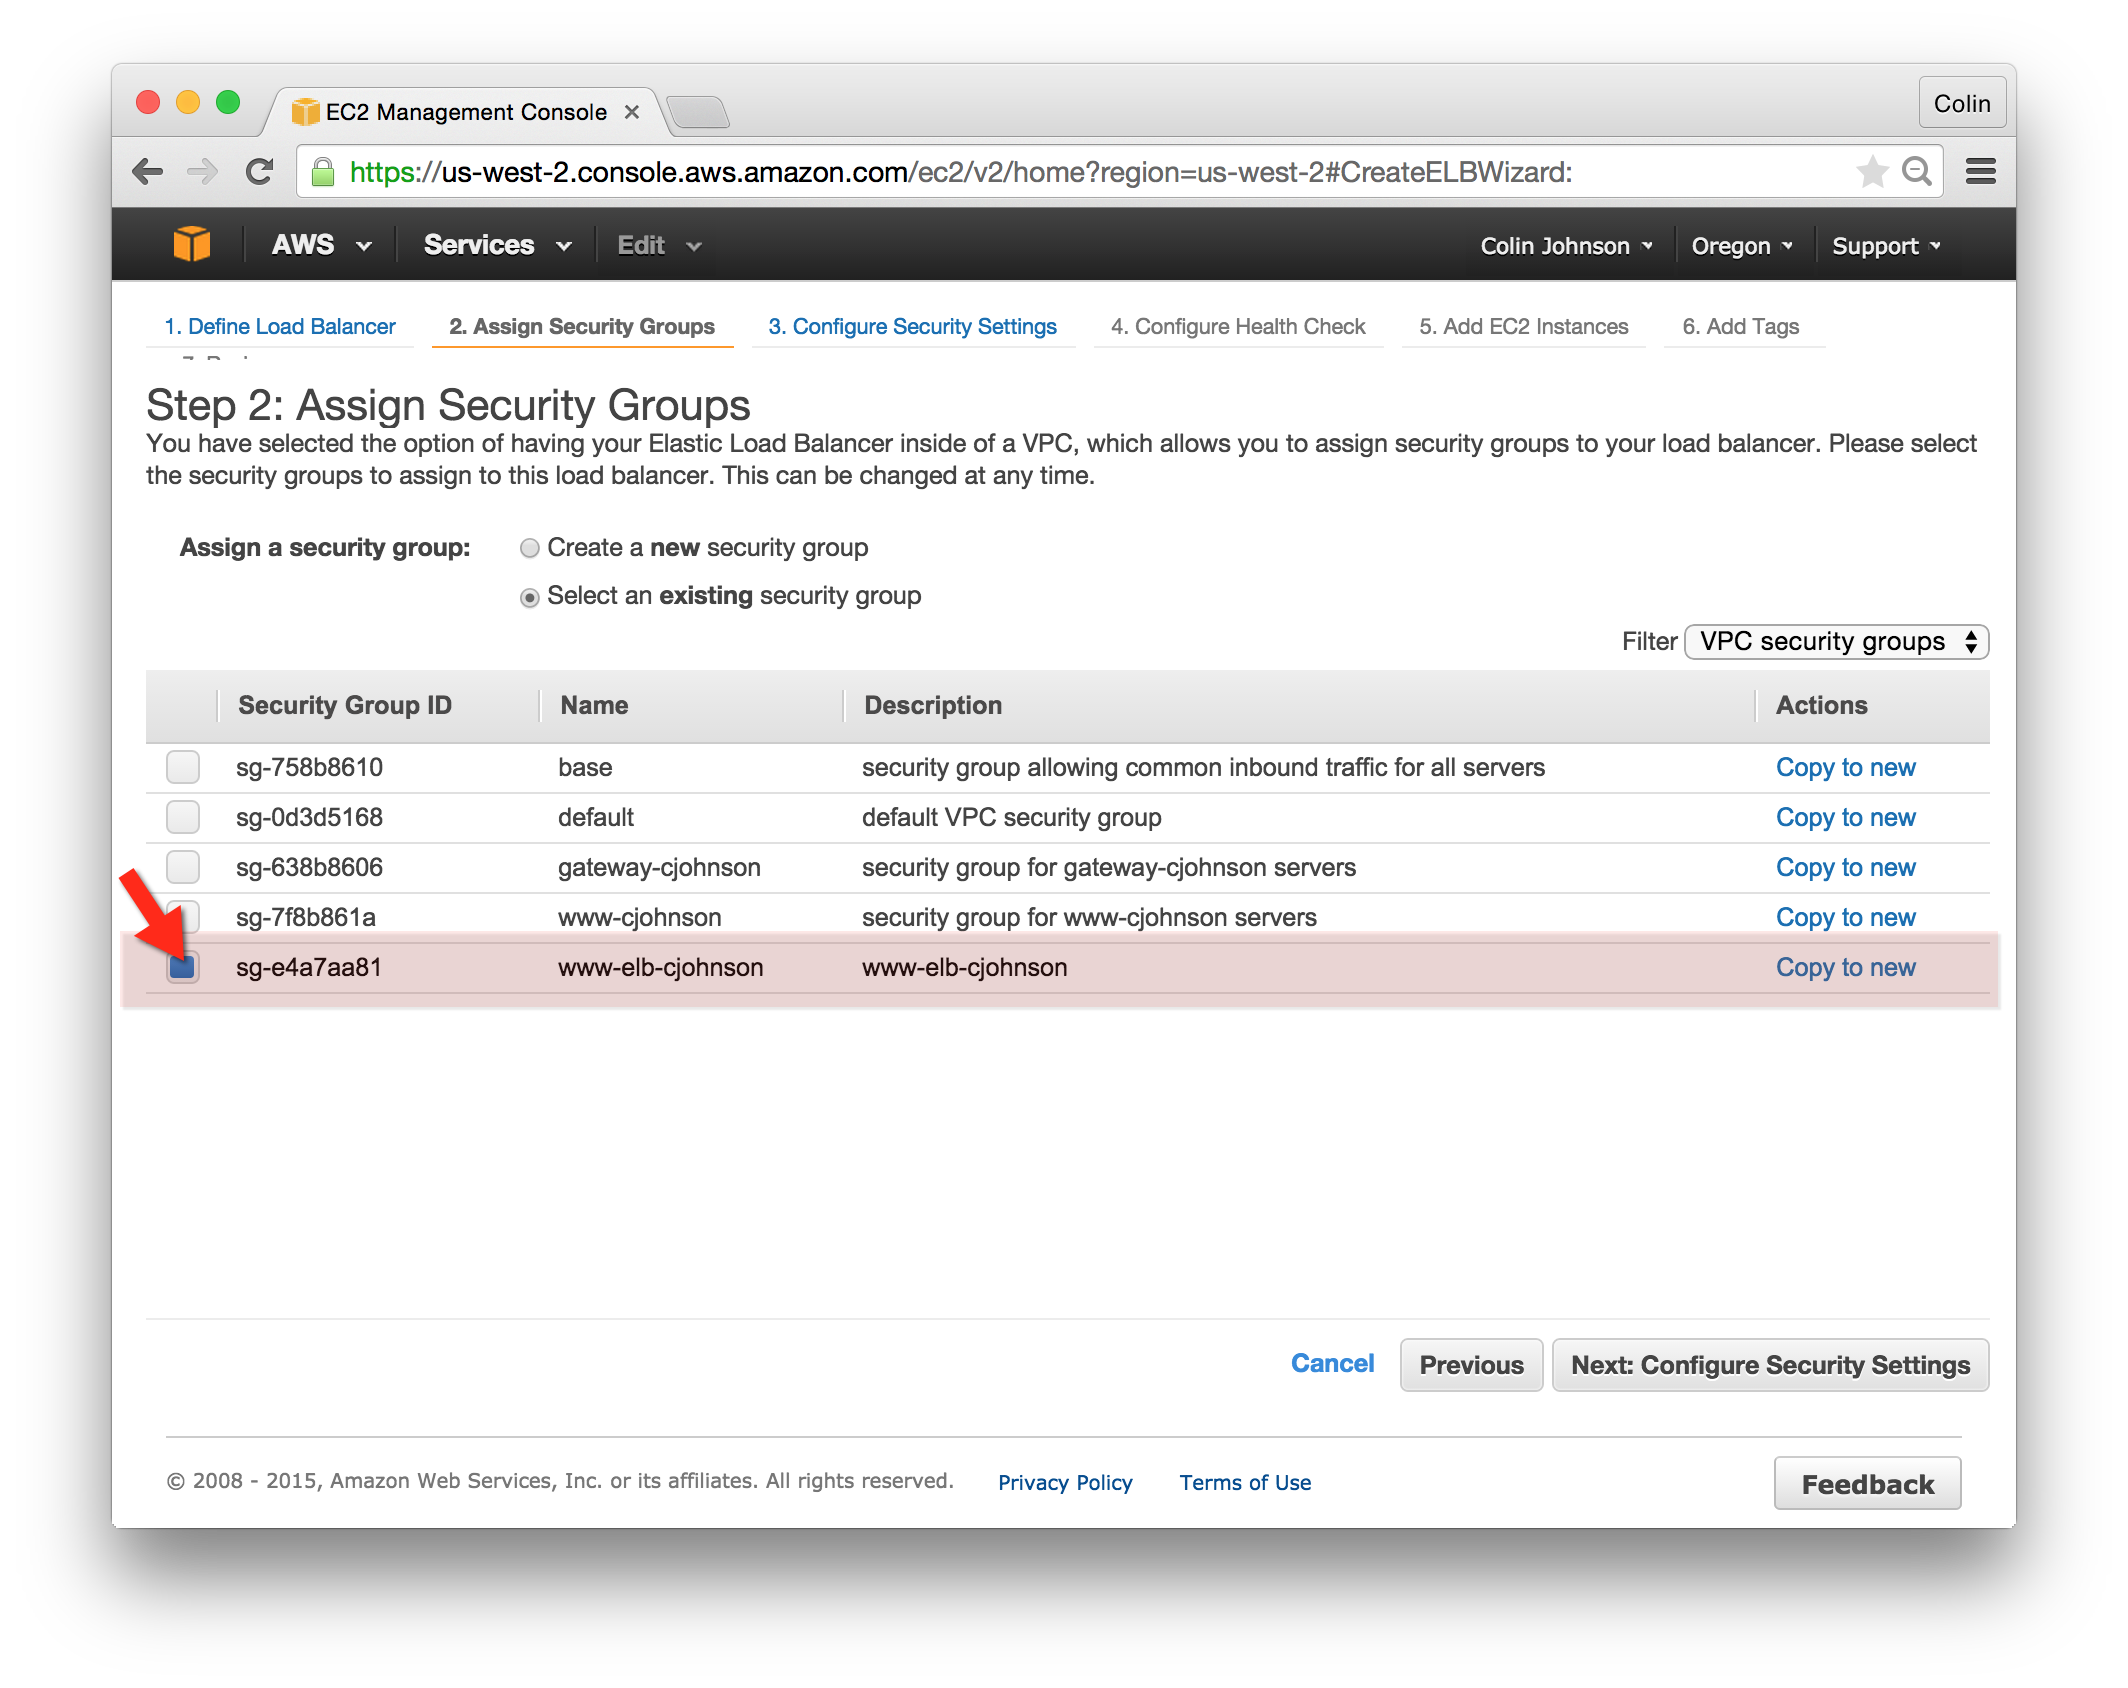 EC2 Management Console
Colin
https://us-west-2.console.aws.amazon.com/ec2/v2/home?region=us-west-2#CreateELBWizard:
AWS Services Edit Colin Johnson Oregon Support
1. Define Load Balancer 2. Assign Security Groups 3. Configure Security Settings 4. Configure Health Check 5. Add EC2 Instances 6. Add Tags
Step 2: Assign Security Groups
You have selected the option of having your Elastic Load Balancer inside of a VPC, which allows you to assign security groups to your load balancer. Please select
the security groups to assign to this load balancer. This can be changed at any time.
Assign a security group: Create a new security group
Select an existing security group
Filter VPC security groups
Security Group ID Name Description Actions
sg-758b8610 base security group allowing common inbound traffic for all servers Copy to new
sg-0d3d5168 default default VPC security group Copy to new
sg-638b8606 gateway-cjohnson security group for gateway-cjohnson servers Copy to new
sg-7f8b861a www-cjohnson security group for www-cjohnson servers Copy to new
sg-e4a7aa81 www-elb-cjohnson www-elb-cjohnson Copy to new
Cancel Previous Next: Configure Security Settings
© 2008 - 2015, Amazon Web Services, Inc. or its affiliates. All rights reserved. Privacy Policy Terms of Use
Feedback